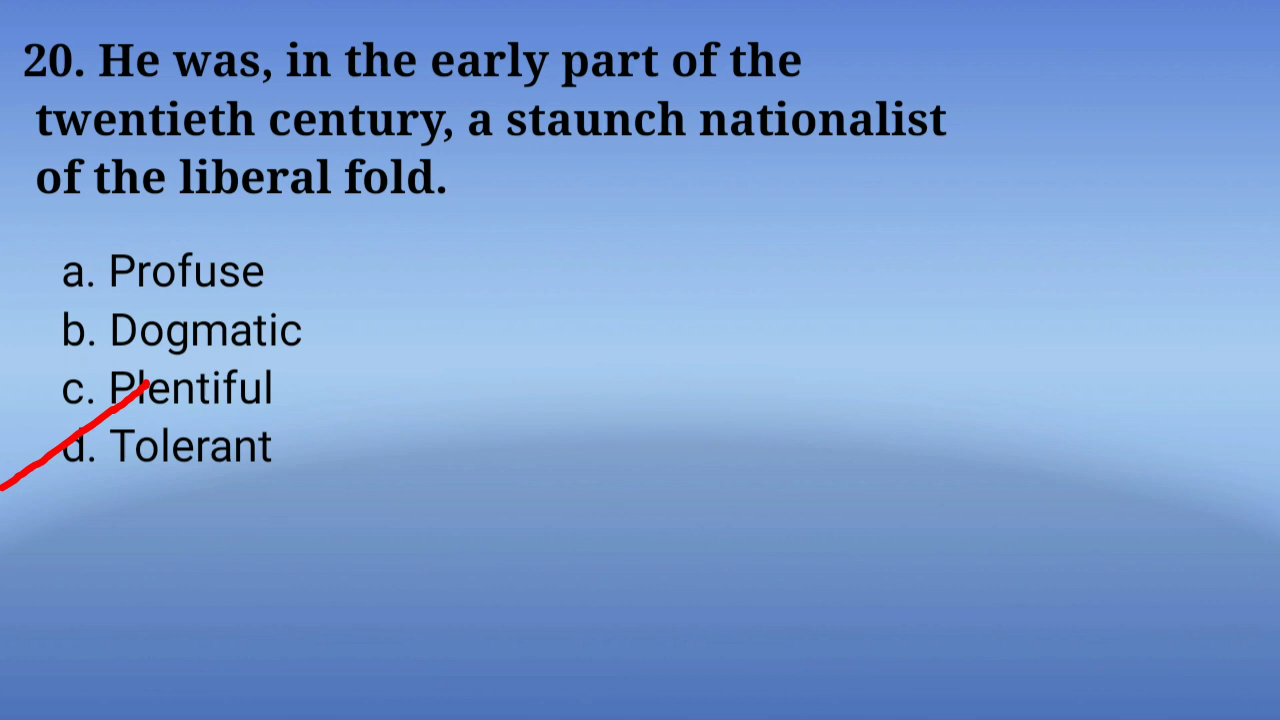 20. He was, in the early part of the
twentieth century, a staunch nationalist
of the liberal fold.
a. Profuse
b. Dogmatic
c. Plentiful
d. Tolerant